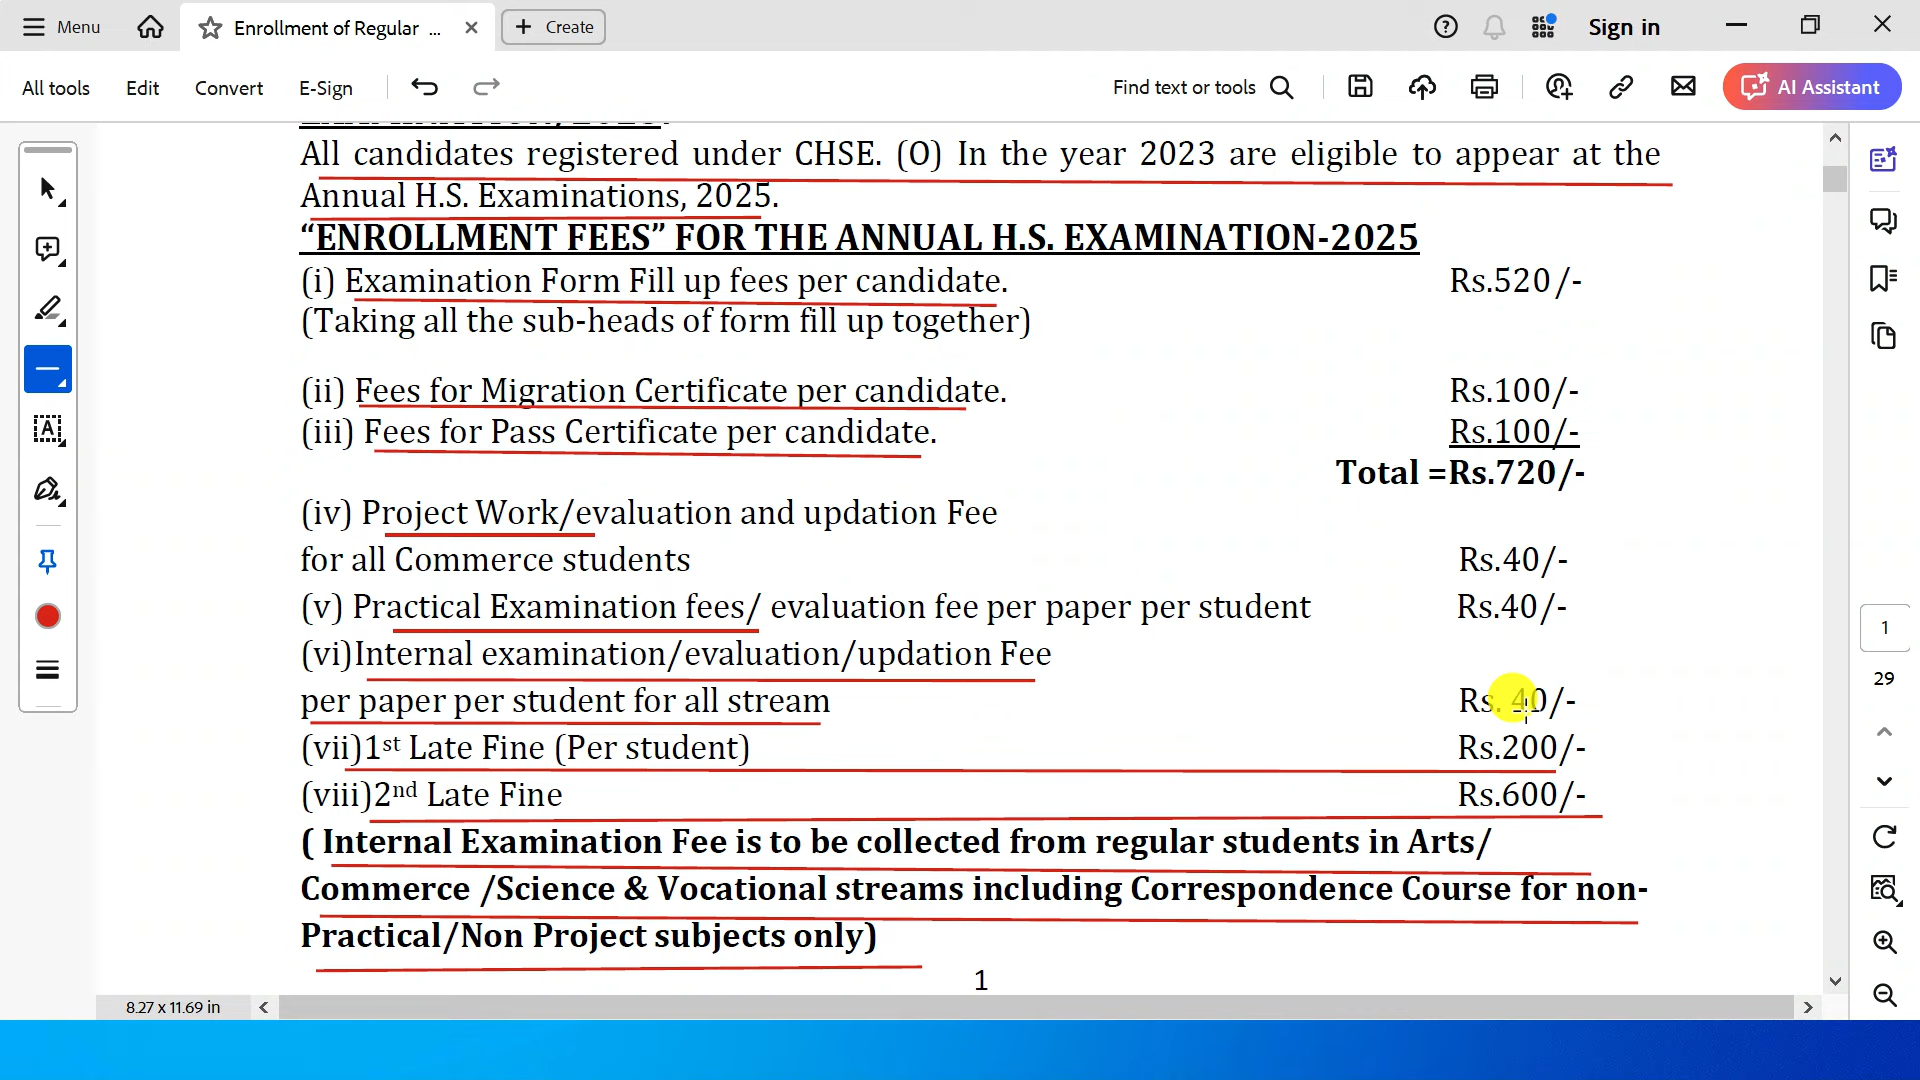 Menu
Enrollment of Regular ...
Create
Sign in
All tools
Edit
Convert
E-Sign
Find text or tools
AI Assistant
All candidates registered under CHSE. (O) In the year 2023 are eligible to appear at the
Annual H.S. Examinations, 2025.
“ENROLLMENT FEES” FOR THE ANNUAL H.S. EXAMINATION-2025
(i) Examination Form Fill up fees per candidate. Rs.520/-
(Taking all the sub-heads of form fill up together)
(ii) Fees for Migration Certificate per candidate. Rs.100/-
(iii) Fees for Pass Certificate per candidate. Rs.100/-
Total =Rs.720/-
(iv) Project Work/evaluation and updation Fee
for all Commerce students Rs.40/-
(v) Practical Examination fees/ evaluation fee per paper per student Rs.40/-
(vi)Internal examination/evaluation/updation Fee
per paper per student for all stream Rs. 40/-
(vii)1st Late Fine (Per student) Rs.200/-
(viii)2nd Late Fine Rs.600/-
( Internal Examination Fee is to be collected from regular students in Arts/
Commerce /Science & Vocational streams including Correspondence Course for non-
Practical/Non Project subjects only)
1
1
29
8.27 x 11.69 in